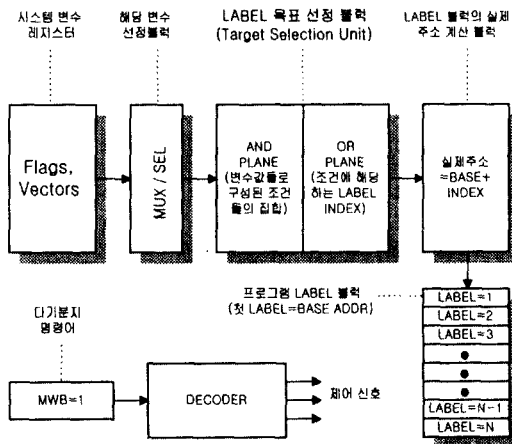 시스템 변수
레지스터
해당 변수
선정블럭
LABEL 목표 선정 블럭
(Target Selection Unit)
LABEL 블럭의 실제
주소 계산 블럭
Flags,
Vectors
MUX / SEL
AND
PLANE
(변수값들로
구성된 조건
들의 집합)
OR
PLANE
(조건에 해당
하는 LABEL
INDEX)
실제주소
=BASE+
INDEX
프로그램 LABEL 블럭
(첫 LABEL=BASE ADDR)
LABEL=1
LABEL=2
LABEL=3
LABEL=N-1
LABEL=N
다기분지
명령어
MWB=1
DECODER
제어 신호